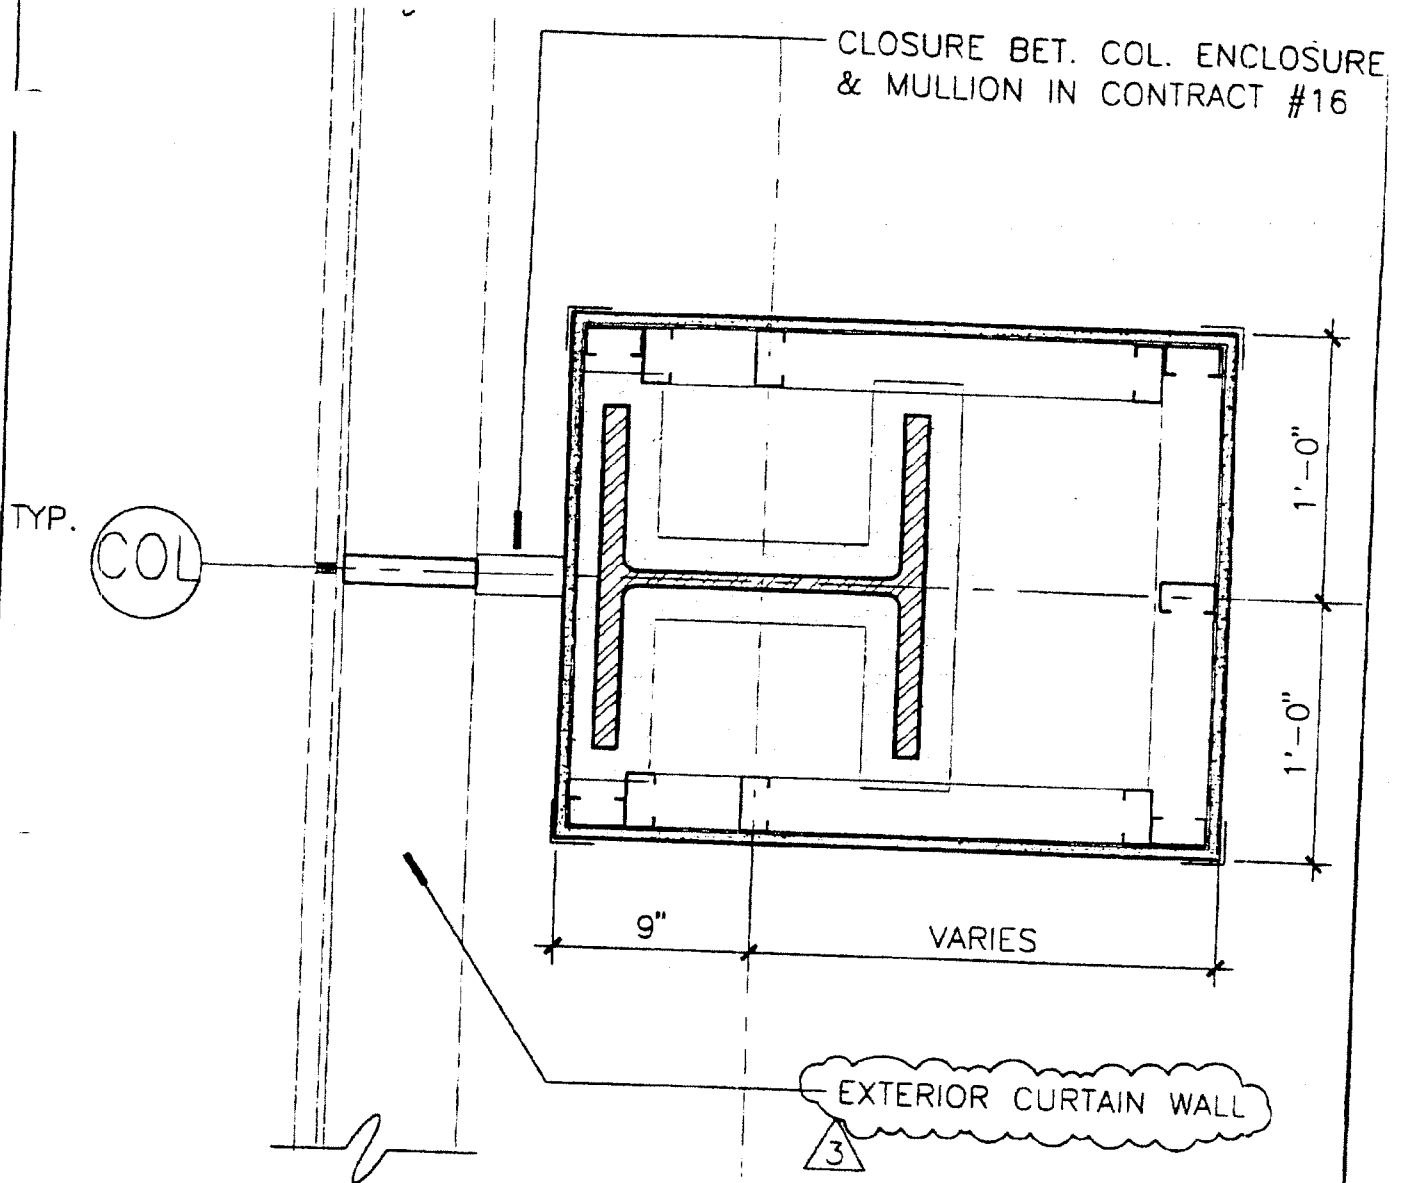 CLOSURE BET. COL. ENCLOSURE
& MULLION IN CONTRACT #16
1'-0"
TYP.
COL
1'-0"
9"
VARIES
EXTERIOR CURTAIN WALL
3